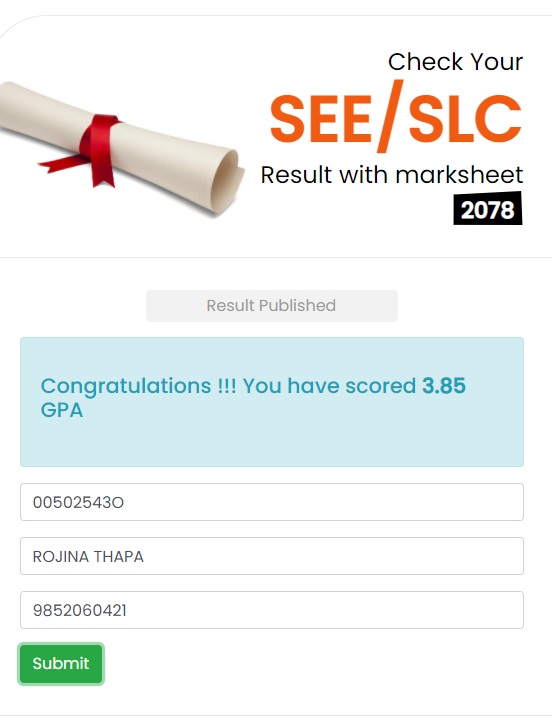 Check Your
SEE/SLC
Result with marksheet
2078
Result Published
Congratulations !!! You have scored 3.85
GPA
00502543O
ROJINA THAPA
9852060421
Submit